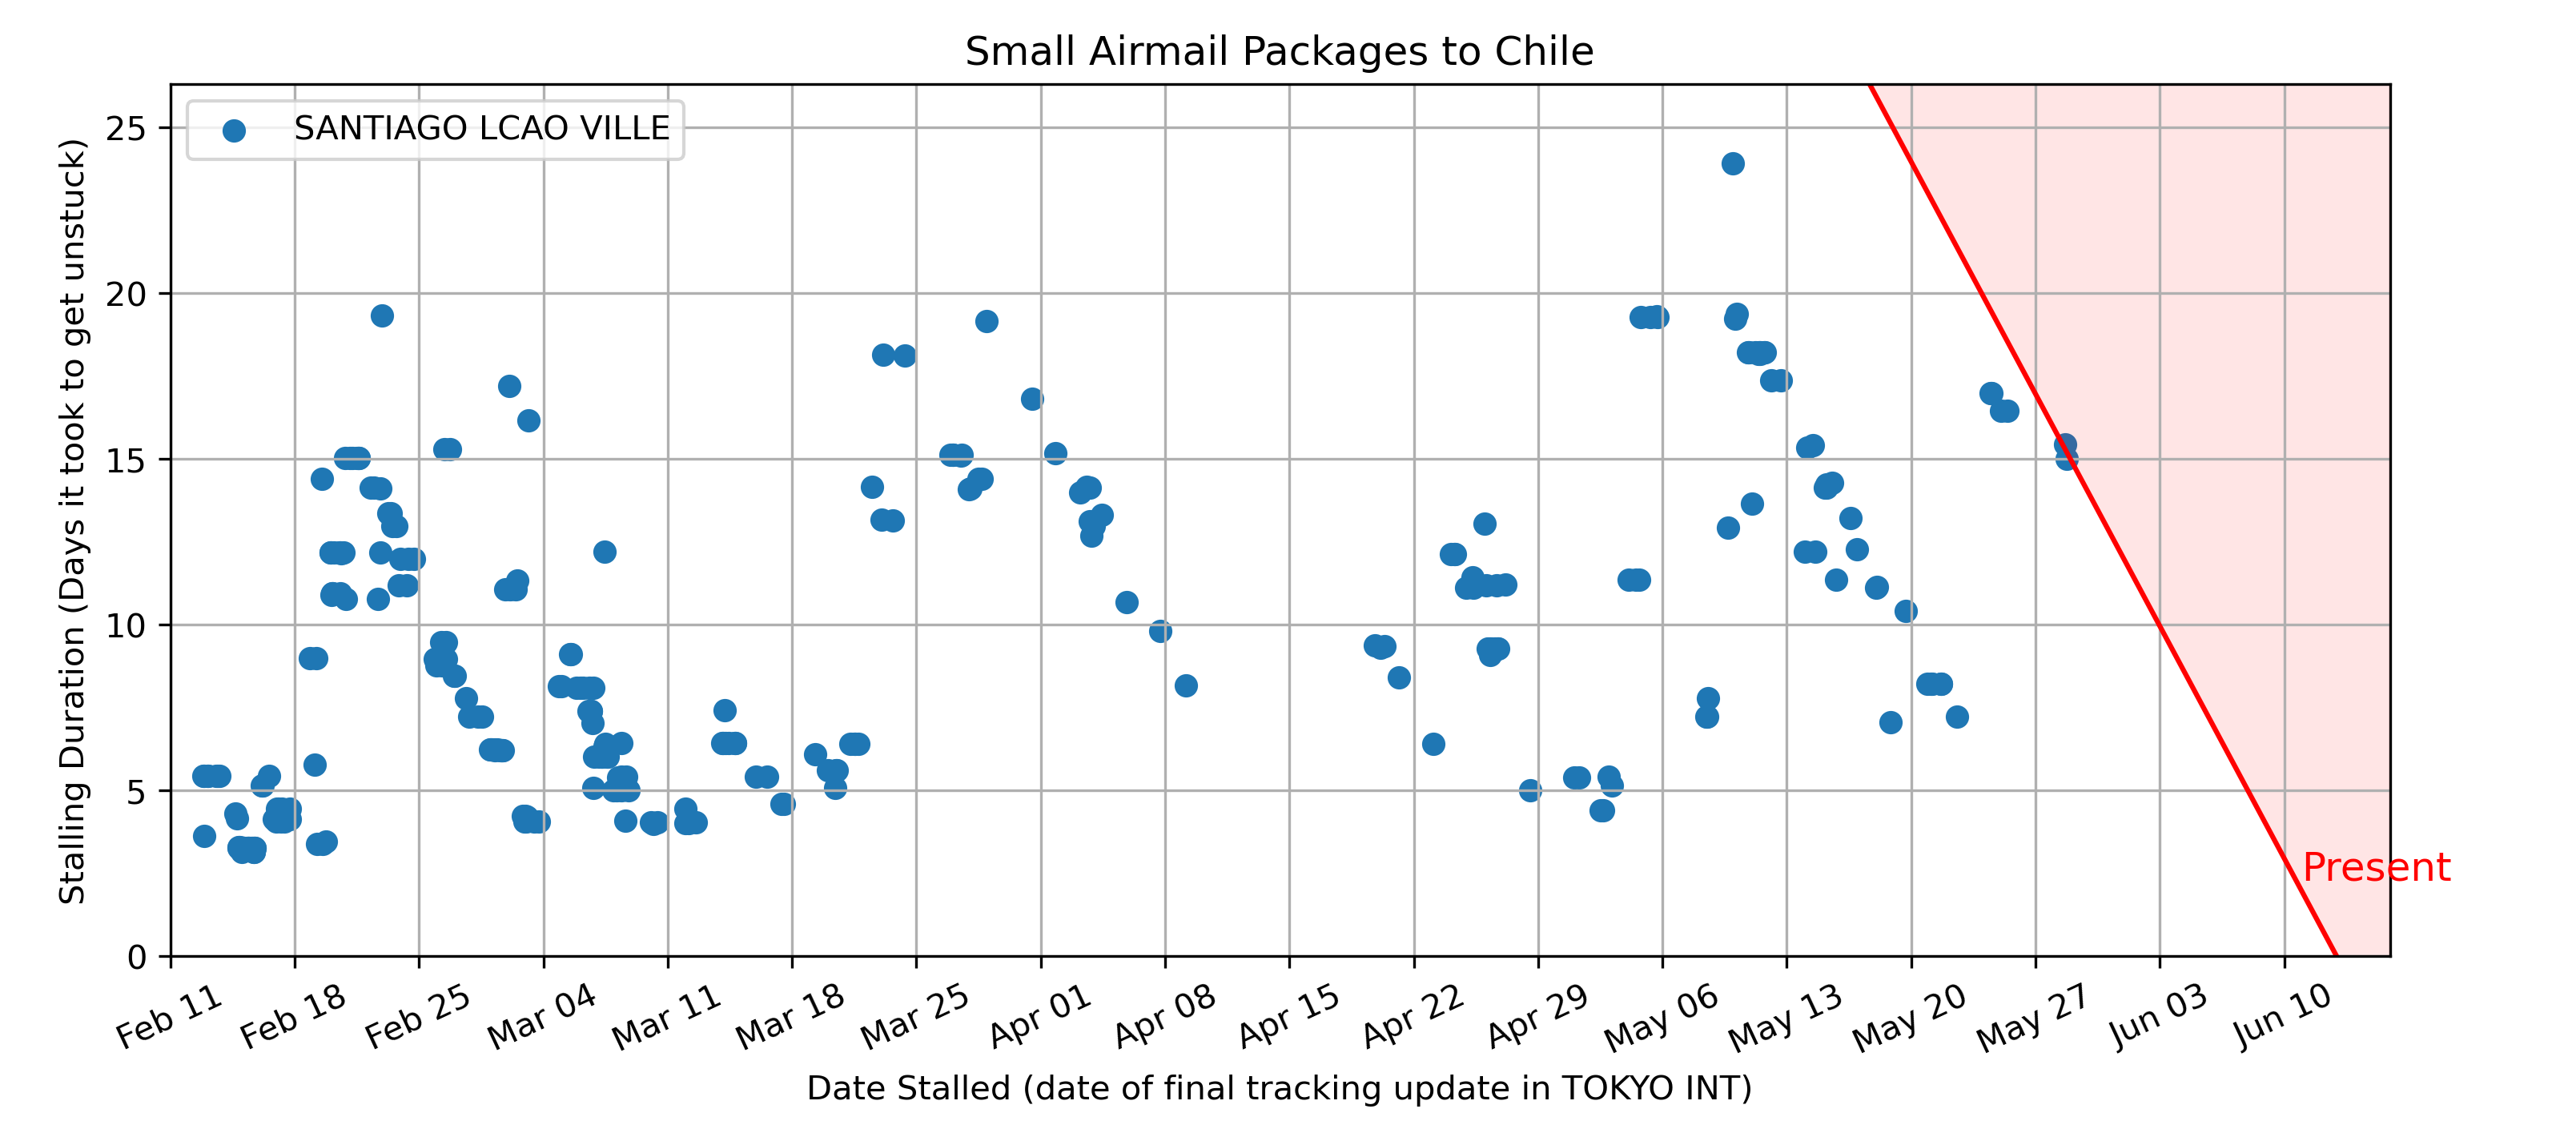 Small Airmail Packages to Chile
SANTIAGO LCAO VILLE
Stalling Duration (Days it took to get unstuck)
25
20
15
10
5
0
Present
Feb 11
Feb 18
Feb 25
Mar 04
Mar 11
Mar 18
Mar 25
Apr 01
Apr 08
Apr 15
Apr 22
Apr 29
May 06
May 13
May 20
May 27
Jun 03
Jun 10
Date Stalled (date of final tracking update in TOKYO INT)